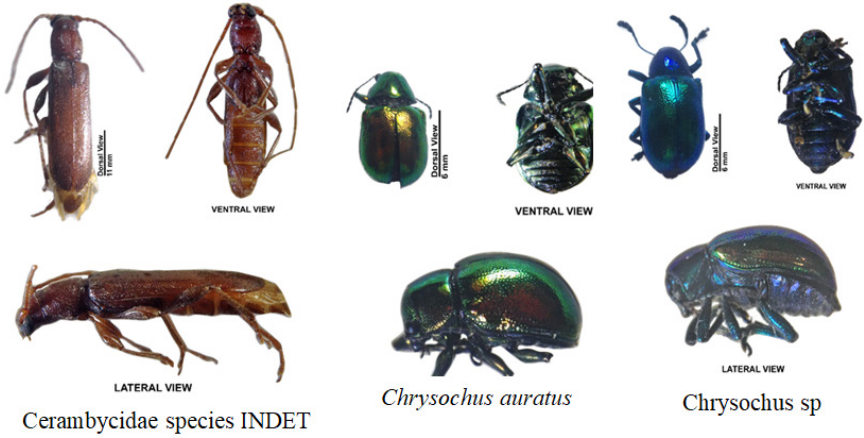 Dorsal View
11 mm
VENTRAL VIEW
Dorsal View
6 mm
VENTRAL VIEW
Dorsal View
6 mm
VENTRAL VIEW
LATERAL VIEW
LATERAL VIEW
Cerambycidae species INDET
Chrysochus auratus
Chrysochus sp